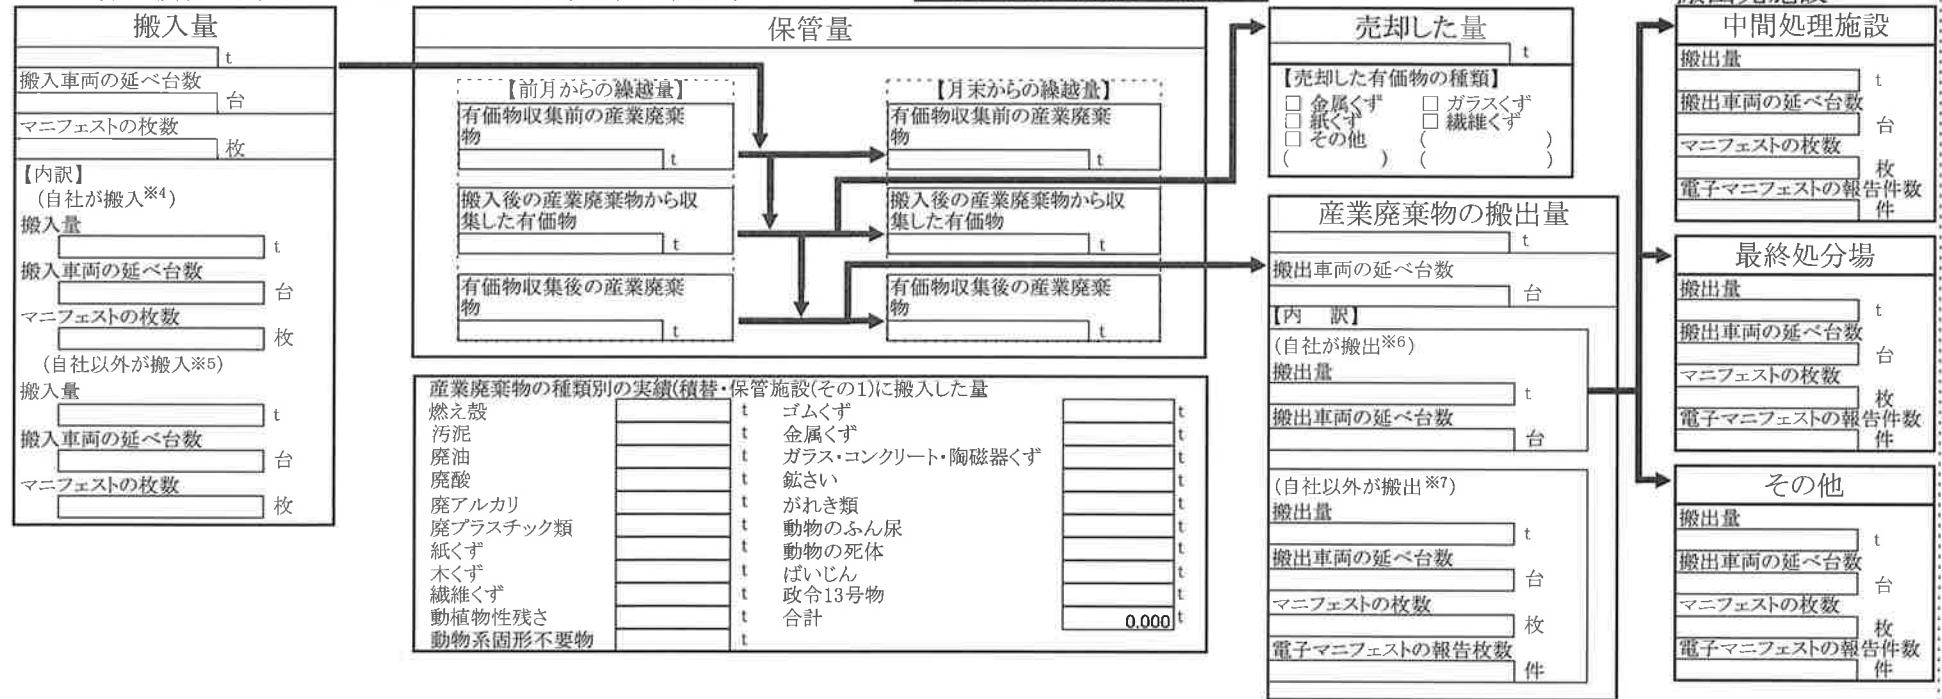 搬入量
t
搬入車両の延べ台数
台
マニフェストの枚数
枚
【内訳】
(自社が搬入※4)
搬入量
t
搬入車両の延べ台数
台
マニフェストの枚数
枚
(自社以外が搬入※5)
搬入量
t
搬入車両の延べ台数
台
マニフェストの枚数
枚
保管量
【前月からの繰越量】
有価物収集前の産業廃棄
物
t
搬入後の産業廃棄物から収
集した有価物
t
有価物収集後の産業廃棄
物
t
【月末からの繰越量】
有価物収集前の産業廃棄
物
t
搬入後の産業廃棄物から収
集した有価物
t
有価物収集後の産業廃棄
物
t
産業廃棄物の種類別の実績(積替・保管施設(その1)に搬入した量
燃え殻 t ゴムくず t
汚泥 t 金属くず t
廃油 t ガラス・コンクリート・陶磁器くず t
廃酸 t 鉱さい t
廃アルカリ t がれき類 t
廃プラスチック類 t 動物のふん尿 t
紙くず t 動物の死体 t
木くず t ばいじん t
繊維くず t 政令13号物 t
動植物性残さ t 合計 0.000 t
動物系固形不要物 t
売却した量
t
【売却した有価物の種類】
□ 金属くず □ ガラスくず
□ 紙くず □ 繊維くず
□ その他 ( )
( ) ( )
産業廃棄物の搬出量
t
搬出車両の延べ台数
台
【内 訳】
(自社が搬出※6)
搬出量
t
搬出車両の延べ台数
台
(自社以外が搬出※7)
搬出量
t
搬出車両の延べ台数
台
マニフェストの枚数
枚
電子マニフェストの報告枚数
件
中間処理施設
搬出量
t
搬出車両の延べ台数
台
マニフェストの枚数
枚
電子マニフェストの報告件数
件
最終処分場
搬出量
t
搬出車両の延べ台数
台
マニフェストの枚数
枚
電子マニフェストの報告件数
件
その他
搬出量
t
搬出車両の延べ台数
台
マニフェストの枚数
枚
電子マニフェストの報告件数
件